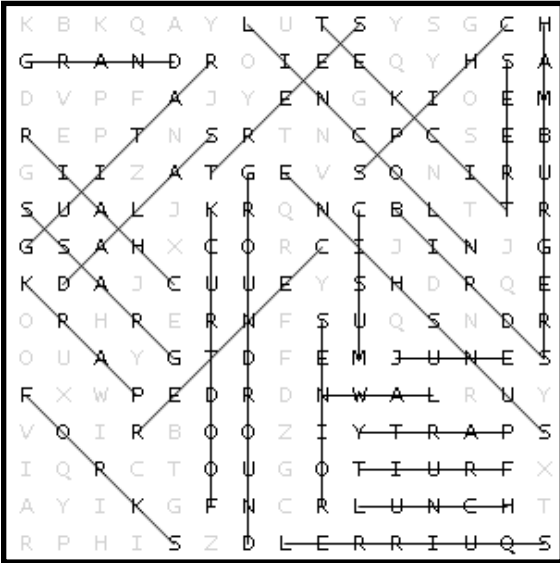 K B K Q A Y L U T S Y S G C H
G R A N D R O I E E Q Y H S A
D V P F A J Y E N G K I O E M
R E P T N S R T N C P C S E B
G I I Z A T G E V S O N I R U
S U A L J K R Q N C B L T T R
G S A H X C O R C I J I N J G
K D A J C U U E Y S H D R Q E
O R H R E R N F S U Q S N D R
O U A Y G T D F E M J U N E S
F X W P E D R D N W A L R U Y
V O I R B O O Z I Y T R A P S
I Q R C T O U G O T I U R F X
A Y I K G F N C R L U N C H T
R P H I S Z D L E R R I U Q S